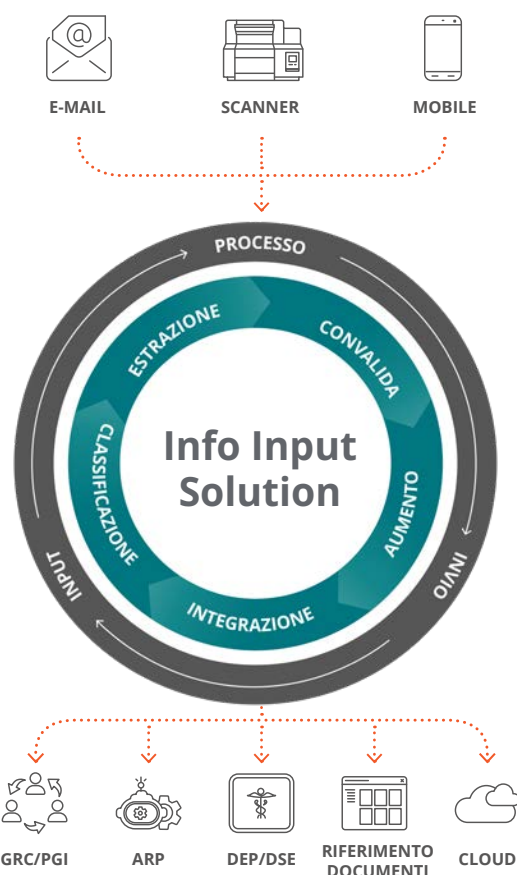 E-MAIL
SCANNER
MOBILE
PROCESSO
ESTRAZIONE
CONVALIDA
Info Input
Solution
CLASSIFICAZIONE
AUMENTO
INPUT
INVIO
INTEGRAZIONE
GRC/PGI
ARP
DEP/DSE
RIFERIMENTO
DOCUMENTI
CLOUD